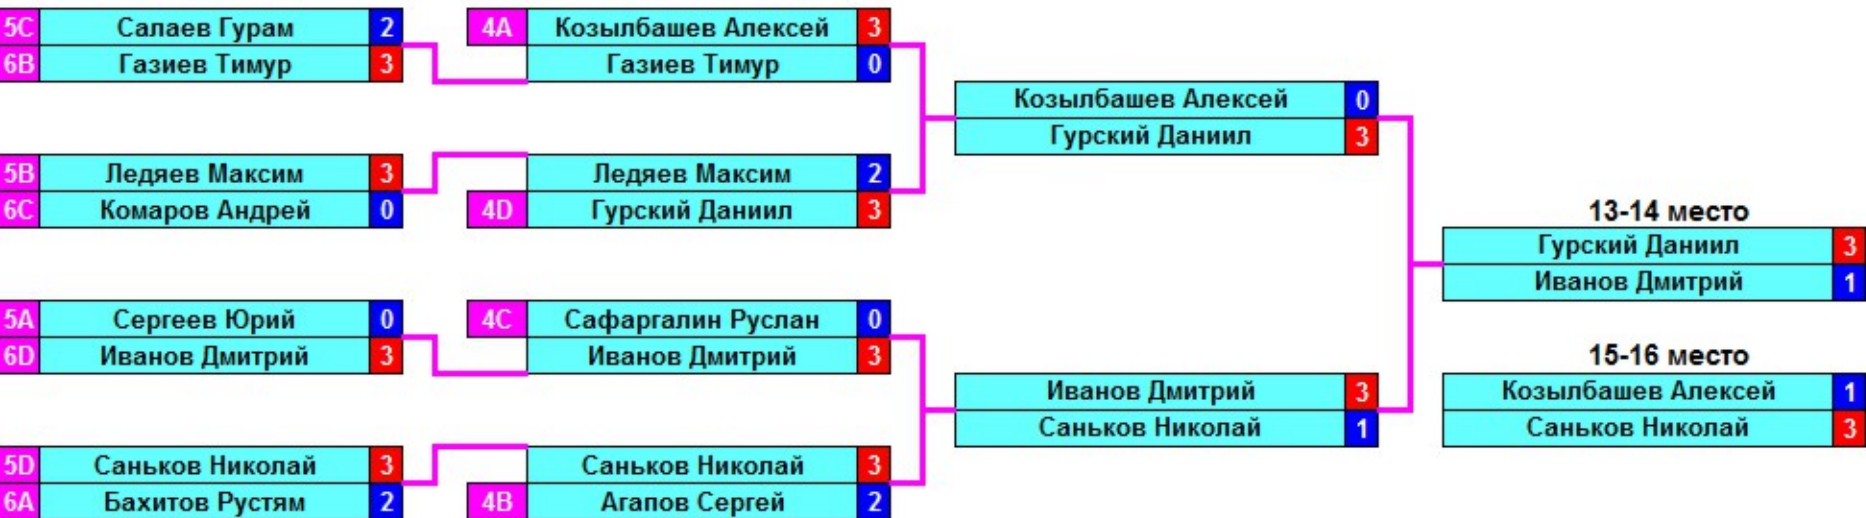 5C Салаев Гурам 2 4A Козылбашев Алексей 3
6B Газиев Тимур 3 Газиев Тимур 0
Козылбашев Алексей 0
Гурский Даниил 3
5B Ледяев Максим 3 Ледяев Максим 2
6C Комаров Андрей 0 4D Гурский Даниил 3
13-14 место
Гурский Даниил 3
Иванов Дмитрий 1
5A Сергеев Юрий 0 4C Сафаргалин Руслан 0
6D Иванов Дмитрий 3 Иванов Дмитрий 3
15-16 место
Иванов Дмитрий 3 Козылбашев Алексей 1
Саньков Николай 1 Саньков Николай 3
5D Саньков Николай 3 Саньков Николай 3
6A Бахитов Рустям 2 4B Агапов Сергей 2